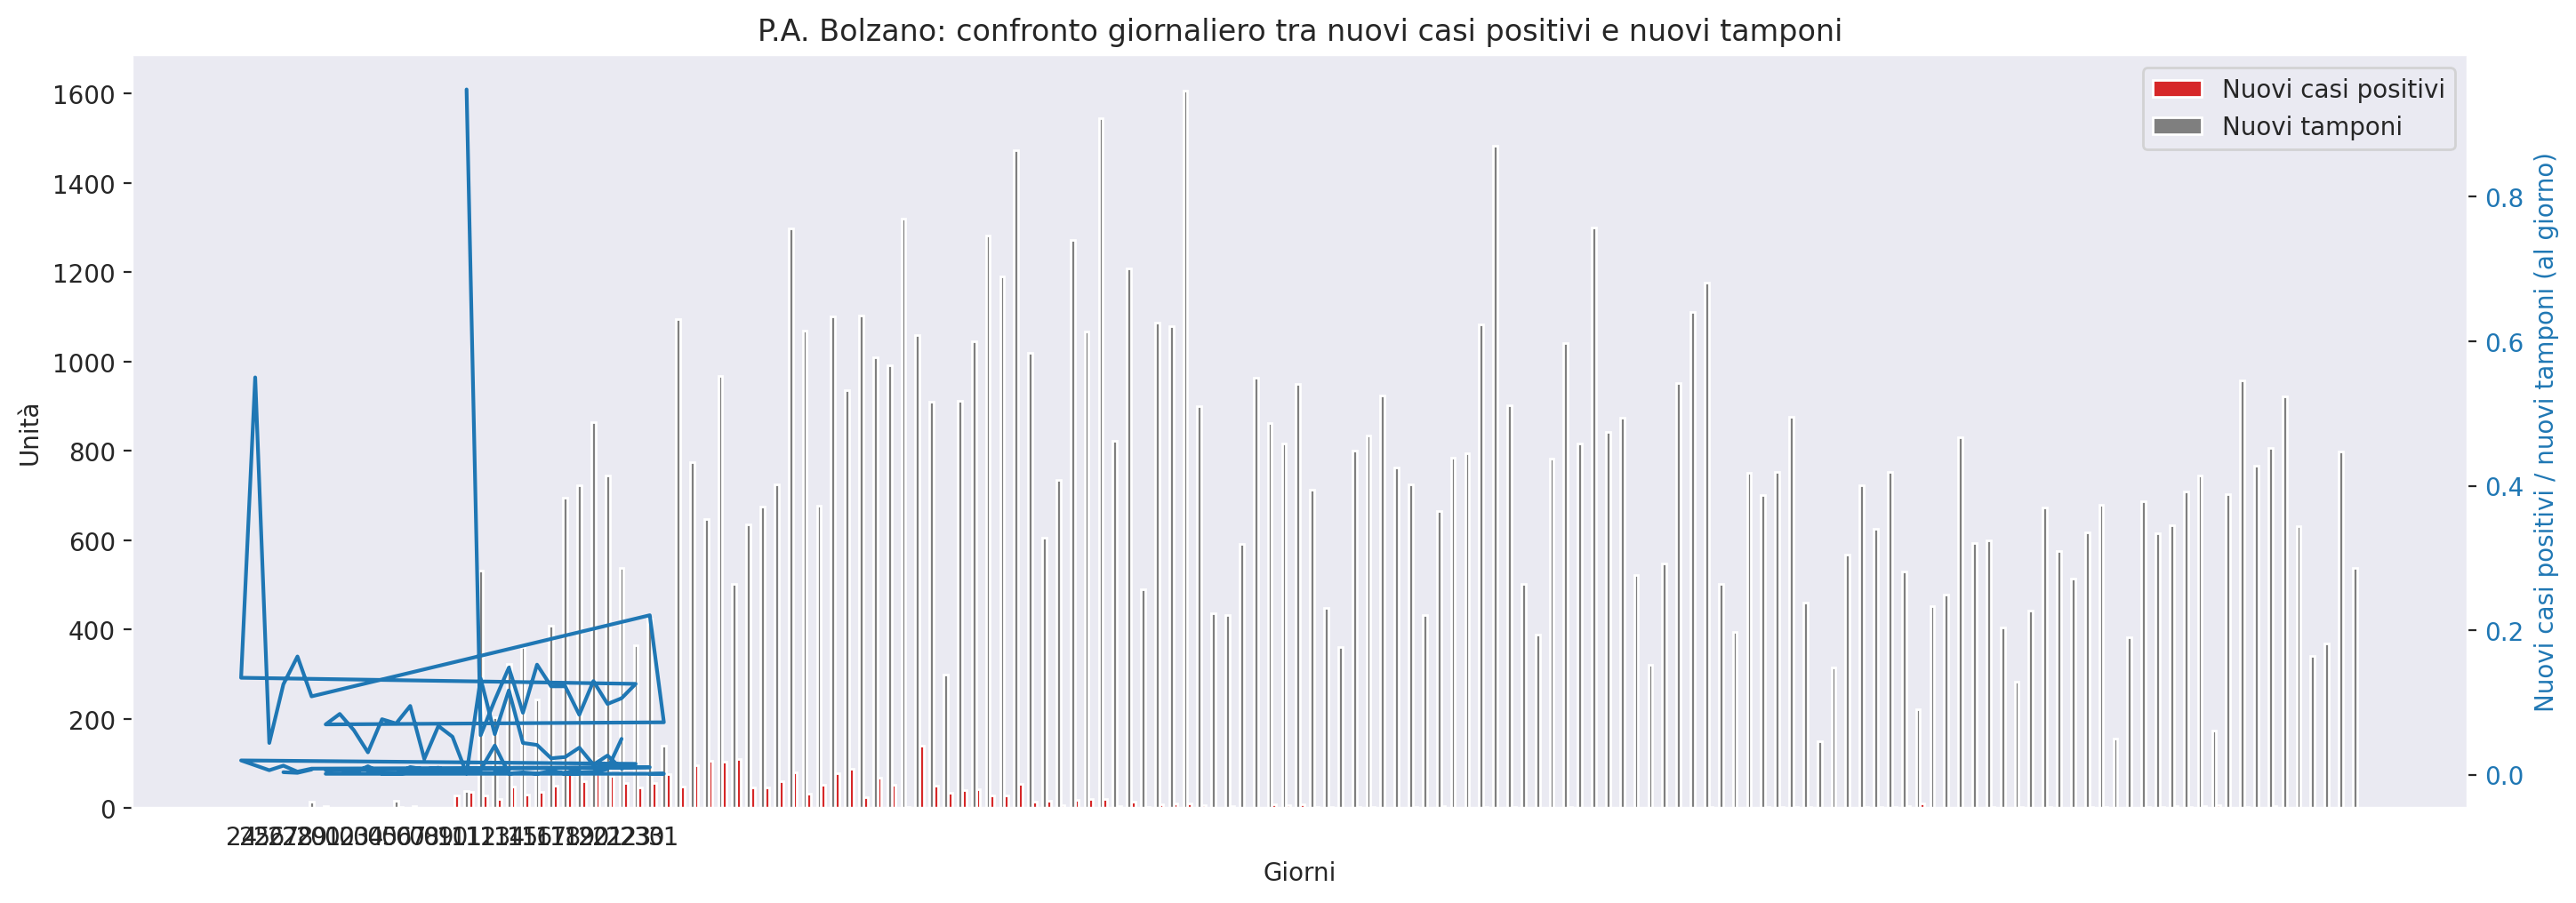 P.A. Bolzano: confronto giornaliero tra nuovi casi positivi e nuovi tamponi
Nuovi casi positivi
Nuovi tamponi
1600
1400
1200
1000
800
600
400
200
0
Unità
0.8
0.6
0.4
0.2
0.0
Nuovi casi positivi / nuovi tamponi (al giorno)
Giorni